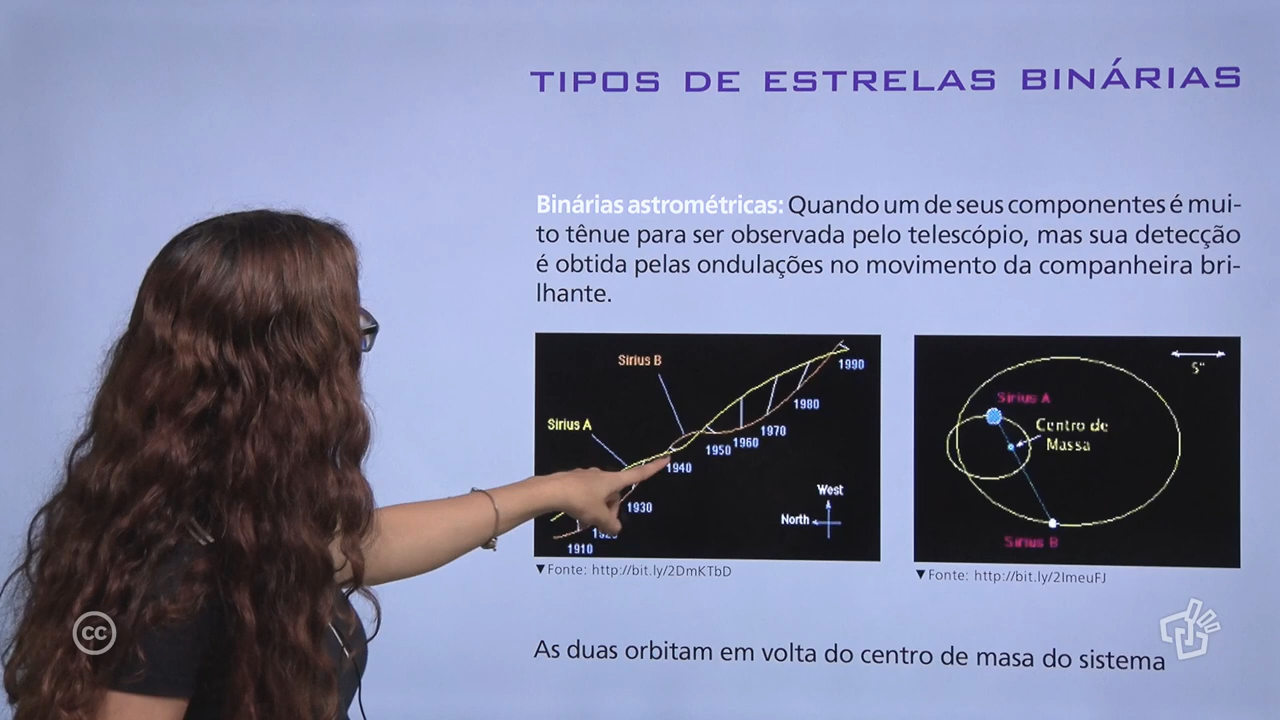 TIPOS DE ESTRELAS BINÁRIAS
Binárias astrométricas: Quando um de seus componentes é mui-
to tênue para ser observada pelo telescópio, mas sua detecção
é obtida pelas ondulações no movimento da companheira bri-
lhante.
Sirius B
Sirius A
1990
1980
1970
1960
1950
1940
1930
1910
West
North
5"
Sirius A
Centro de
Massa
Sirius B
▼Fonte: http://bit.ly/2DmKTbD
▼Fonte: http://bit.ly/2ImeuFJ
As duas orbitam em volta do centro de masa do sistema
cc